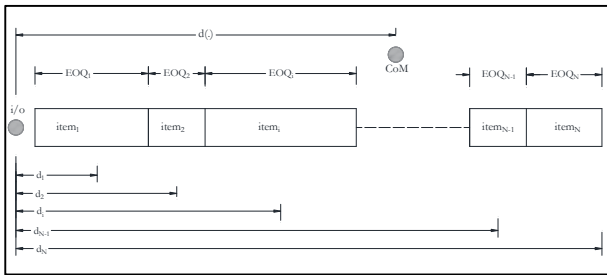 d(.)
CoM
EOQ₁ EOQ₂ EOQᵢ EOQN-1 EOQN
i/o
item₁ item₂ itemᵢ itemN-1 itemN
d₁
d₂
dᵢ
dN-1
dN